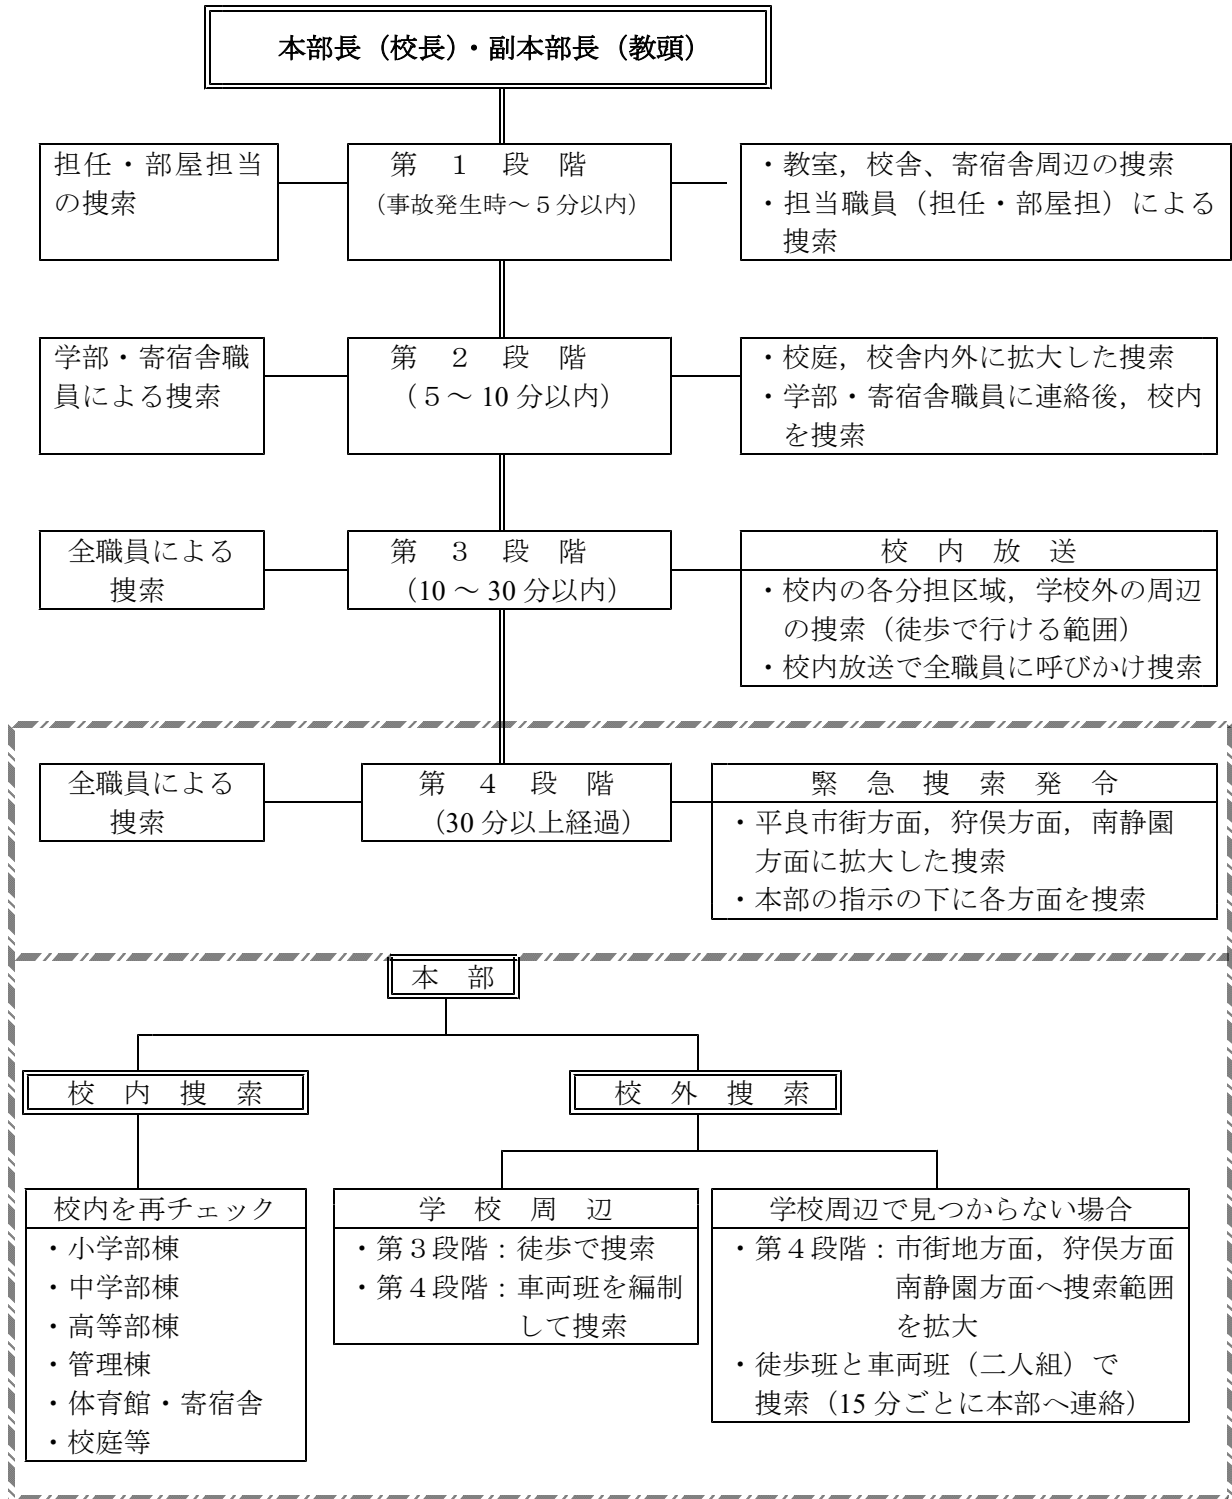 本部長（校長）・副本部長（教頭）
担任・部屋担当
の捜索
第　１　段　階
（事故発生時～５分以内）
・教室，校舎、寄宿舎周辺の捜索
・担当職員（担任・部屋担）による
捜索
学部・寄宿舎職
員による捜索
第　２　段　階
（５～10分以内）
・校庭，校舎内外に拡大した捜索
・学部・寄宿舎職員に連絡後，校内
を捜索
全職員による
捜索
第　３　段　階
（10～30分以内）
校　内　放　送
・校内の各分担区域，学校外の周辺
の捜索（徒歩で行ける範囲）
・校内放送で全職員に呼びかけ捜索
全職員による
捜索
第　４　段　階
（30分以上経過）
緊　急　捜　索　発　令
・平良市街方面，狩俣方面，南静園
方面に拡大した捜索
・本部の指示の下に各方面を捜索
本　部
校　内　捜　索
校　外　捜　索
校内を再チェック
・小学部棟
・中学部棟
・高等部棟
・管理棟
・体育館・寄宿舎
・校庭等
学　校　周　辺
・第３段階：徒歩で捜索
・第４段階：車両班を編制
して捜索
学校周辺で見つからない場合
・第４段階：市街地方面，狩俣方面
南静園方面へ捜索範囲
を拡大
・徒歩班と車両班（二人組）で
捜索（15分ごとに本部へ連絡）